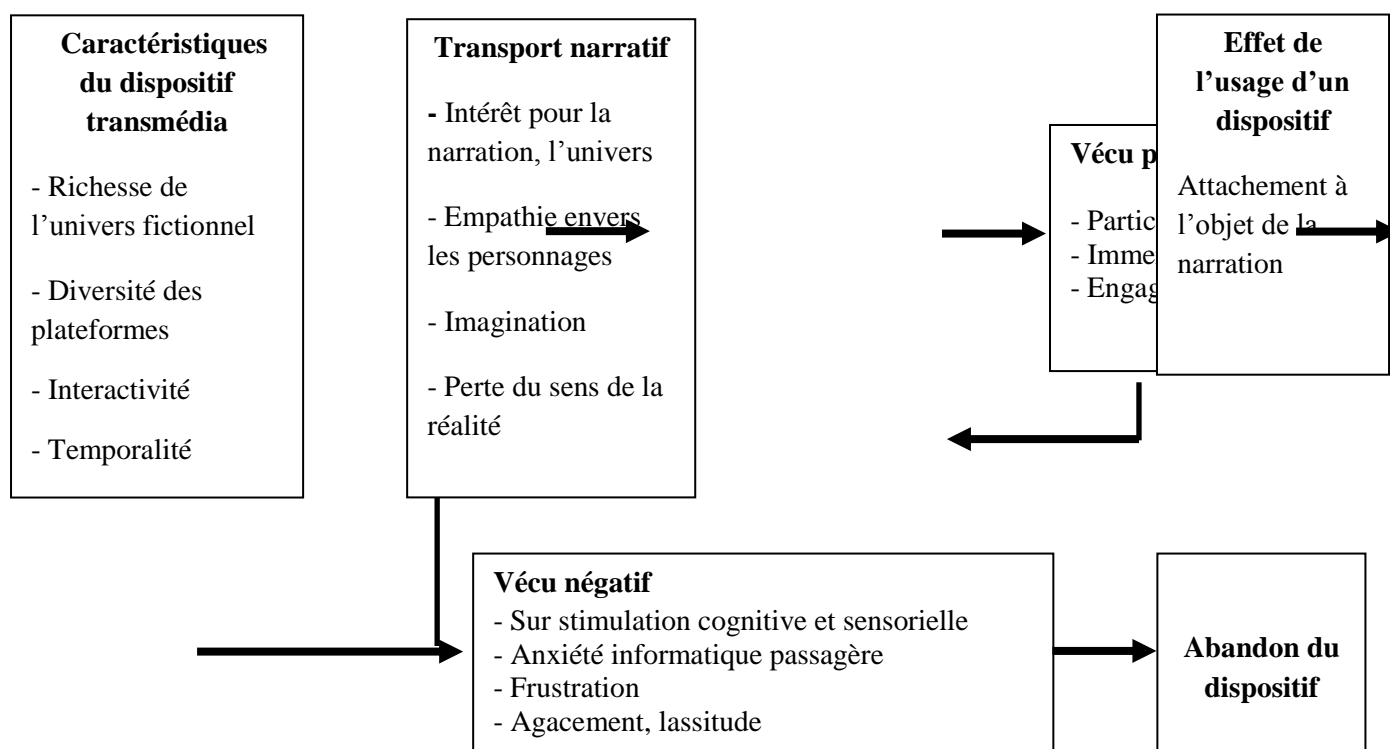 Caractéristiques
du dispositif
transmédia
- Richesse de
l’univers fictionnel
- Diversité des
plateformes
- Interactivité
- Temporalité
Transport narratif
- Intérêt pour la
narration, l’univers
- Empathie envers
les personnages
- Imagination
- Perte du sens de la
réalité
Vécu
Effet de
l’usage d’un
dispositif
Attachement à
l’objet de la
narration
Vécu négatif
- Sur stimulation cognitive et sensorielle
- Anxiété informatique passagère
- Frustration
- Agacement, lassitude
Abandon du
dispositif